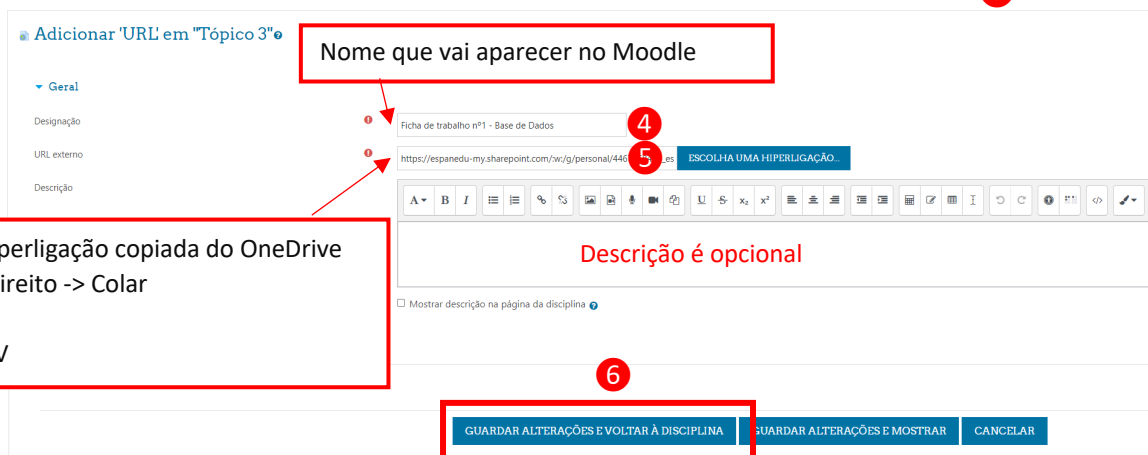 Adicionar 'URL' em "Tópico 3"
Nome que vai aparecer no Moodle
Geral
Designação
Ficha de trabalho nº1 - Base de Dados
4
URL externo
https://espanedu-my.sharepoint.com/:w:/g/personal/446
5
_es
ESCOLHA UMA HIPERLIGAÇÃO...
Descrição
A B I U S x₂ x²
perligação copiada do OneDrive
ireito -> Colar
V
Descrição é opcional
Mostrar descrição na página da disciplina
6
GUARDAR ALTERAÇÕES E VOLTAR À DISCIPLINA
GUARDAR ALTERAÇÕES E MOSTRAR
CANCELAR